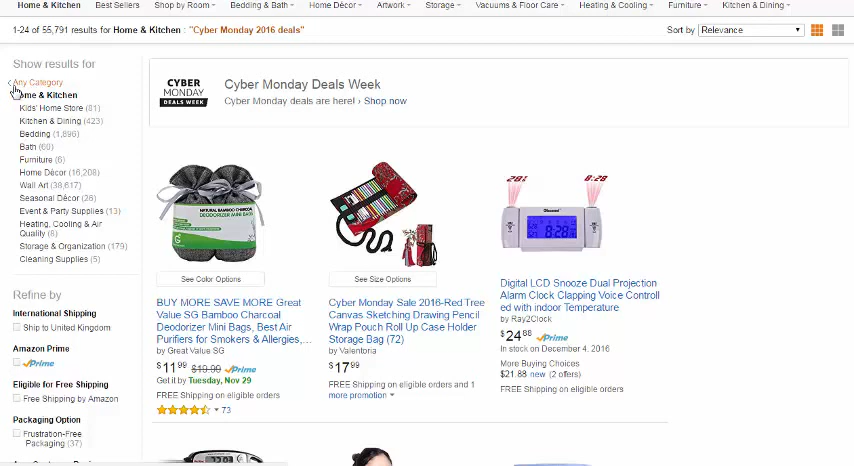 Home & Kitchen Best Sellers Shop by Room Bedding & Bath Home Décor Artwork Storage Vacuums & Floor Care Heating & Cooling Furniture Kitchen & Dining
1-24 of 55,791 results for Home & Kitchen : "Cyber Monday 2016 deals"
Sort by Relevance
Show results for
Any Category
ome & Kitchen
Kids' Home Store (81)
Kitchen & Dining (423)
Bedding (1,896)
Bath (60)
Furniture (6)
Home Décor (16,208)
Wall Art (38,617)
Seasonal Décor (26)
Event & Party Supplies (13)
Heating, Cooling & Air
Quality (8)
Storage & Organization (179)
Cleaning Supplies (5)
Refine by
International Shipping
Ship to United Kingdom
Amazon Prime
Prime
Eligible for Free Shipping
Free Shipping by Amazon
Packaging Option
Frustration-Free
Packaging (37)
CYBER
MONDAY
DEALS WEEK
Cyber Monday Deals Week
Cyber Monday deals are here! › Shop now
NATURAL BAMBOO CHARCOAL
DEODORIZER MINI BAGS
See Color Options
BUY MORE SAVE MORE Great
Value SG Bamboo Charcoal
Deodorizer Mini Bags, Best Air
Purifiers for Smokers & Allergies,...
by Great Value SG
$11.99 $19.99 Prime
Get it by Tuesday, Nov 29
FREE Shipping on eligible orders
73
See Size Options
Cyber Monday Sale 2016-Red Tree
Canvas Sketching Drawing Pencil
Wrap Pouch Roll Up Case Holder
Storage Bag (72)
by Valentoria
$17.99
FREE Shipping on eligible orders and 1
more promotion
8:28
Digital LCD Snooze Dual Projection
Alarm Clock Clapping Voice Controll
ed with indoor Temperature
by Ray2Clock
$24.88 Prime
In stock on December 4, 2016
More Buying Choices
$21.88 new (2 offers)
FREE Shipping on eligible orders